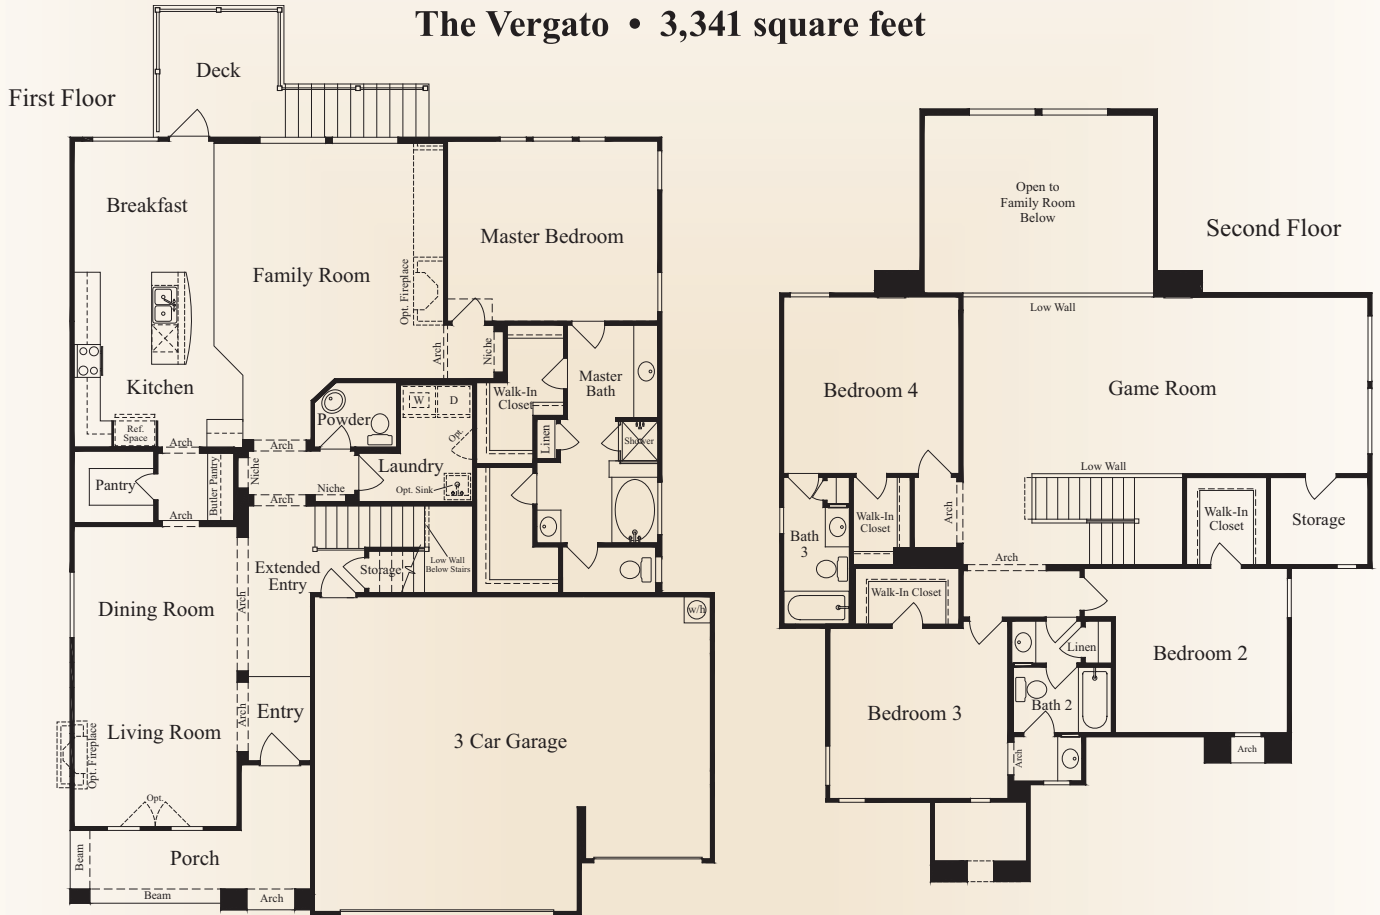 The Vergato • 3,341 square feet
First Floor
Deck
Breakfast
Family Room
Opt. Fireplace
Master Bedroom
Kitchen
Ref.
Space
Arch
Niche
Walk-In
Closet
Master
Bath
Linen
Shower
Powder
W
D
Opt.
Laundry
Opt. Sink
Arch
Arch
Niche
Niche
Arch
Pantry
Butler Pantry
Arch
Extended
Entry
Storage
Low Wall
Below Stairs
Arch
Dining Room
w/h
Arch
Entry
Living Room
Opt. Fireplace
Opt.
3 Car Garage
Porch
Beam
Beam
Arch
Second Floor
Open to
Family Room
Below
Low Wall
Bedroom 4
Game Room
Low Wall
Arch
Walk-In
Closet
Bath
3
Walk-In
Closet
Storage
Arch
Walk-In Closet
Linen
Bedroom 2
Bedroom 3
Bath 2
Arch
Arch